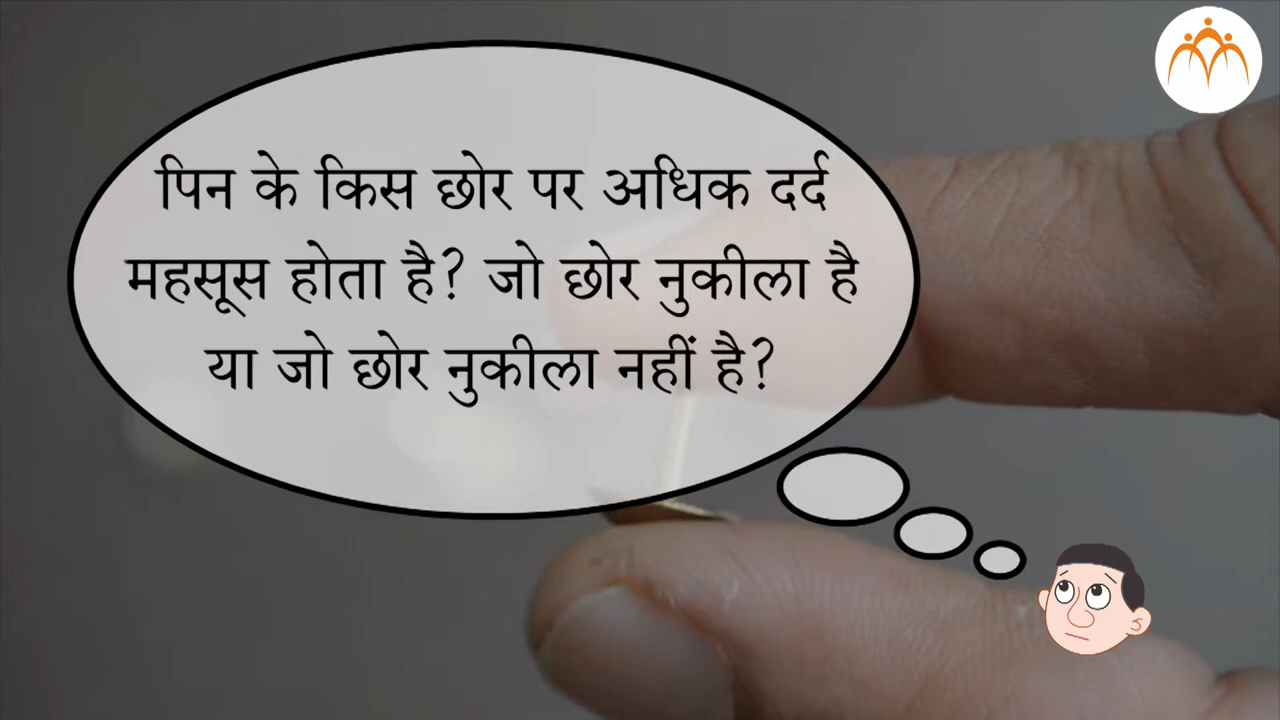 पिन के किस छोर पर अधिक दर्द
महसूस होता है? जो छोर नुकीला है
या जो छोर नुकीला नहीं है?